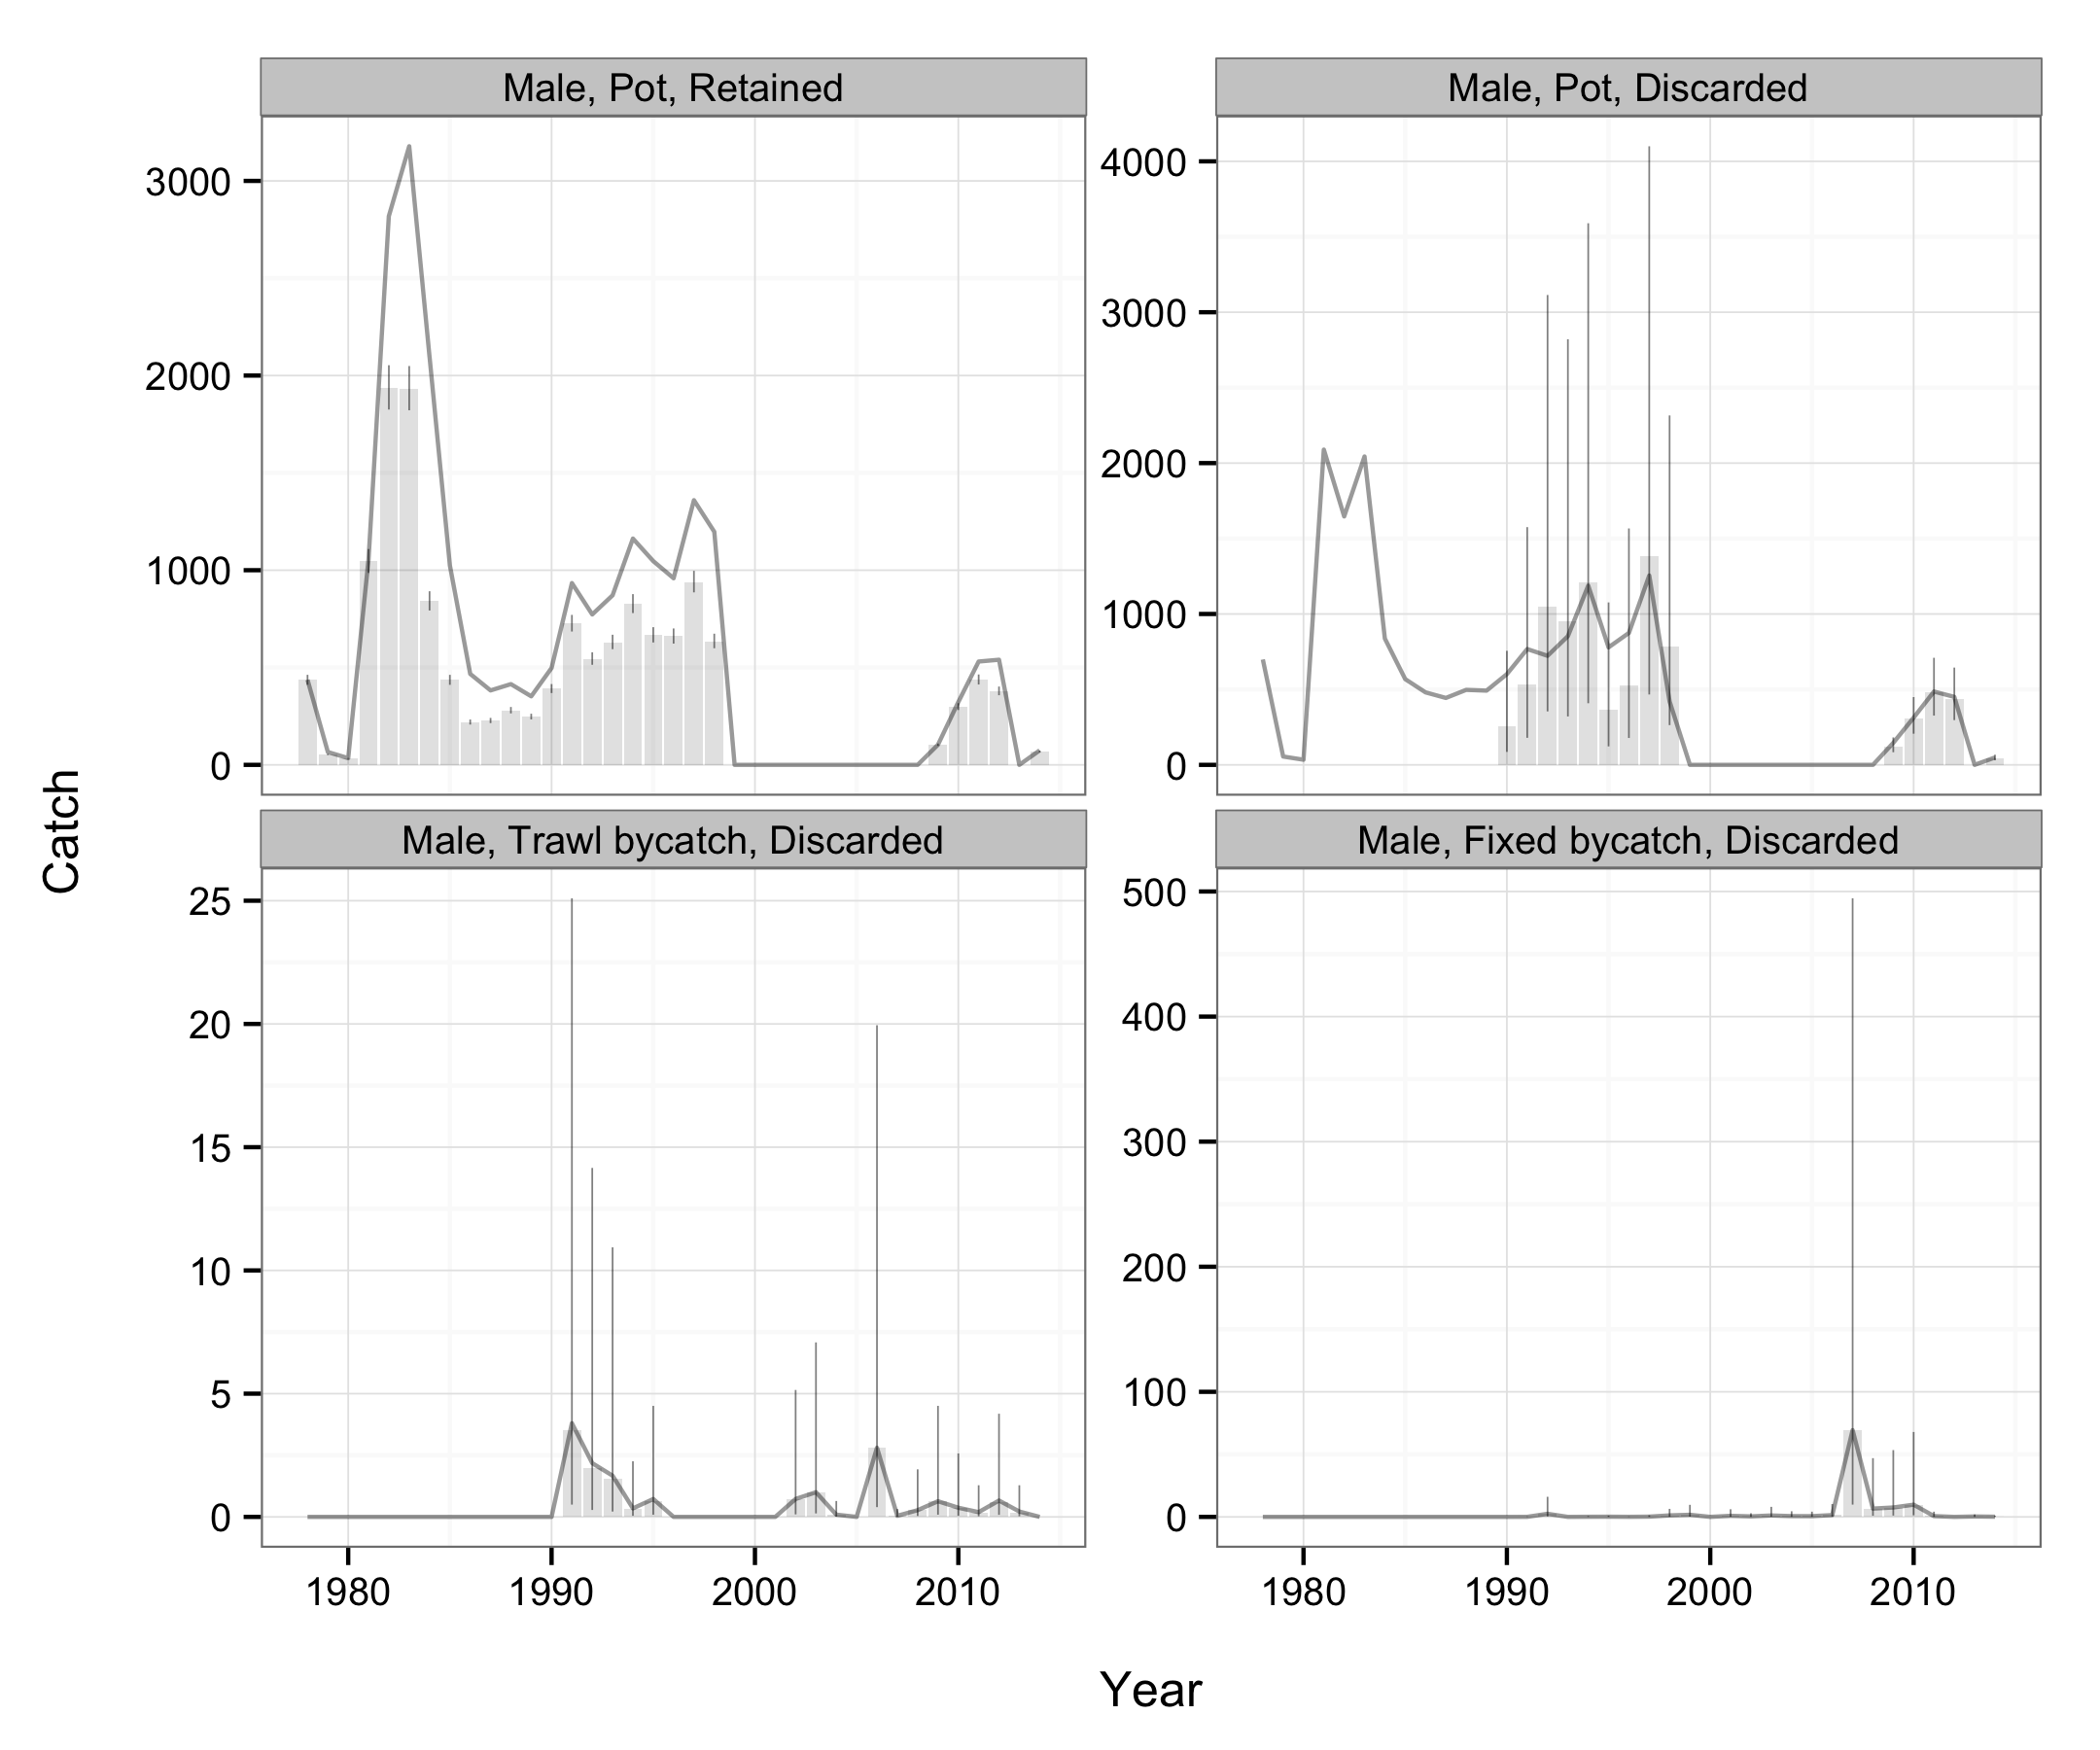 Male, Pot, Retained
Male, Pot, Discarded
3000
2000
1000
0
4000
3000
2000
1000
0
Catch
Male, Trawl bycatch, Discarded
Male, Fixed bycatch, Discarded
25
20
15
10
5
0
500
400
300
200
100
0
1980 1990 2000 2010
1980 1990 2000 2010
Year